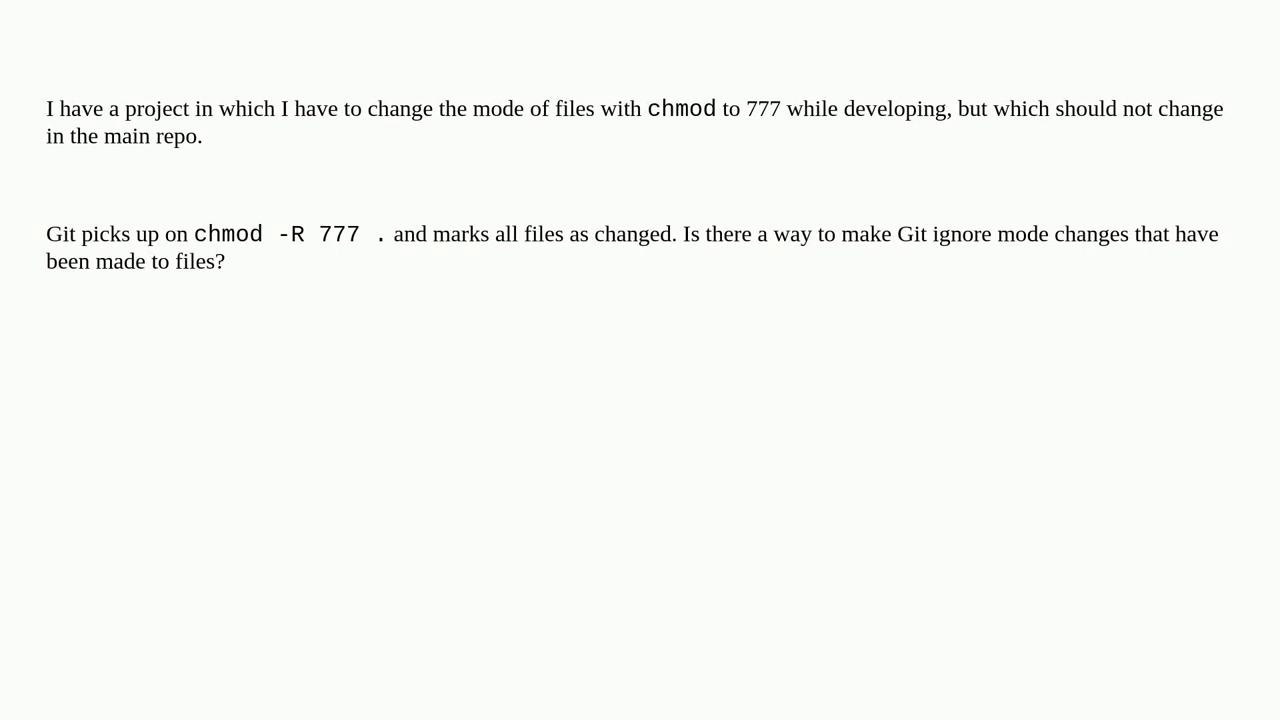 I have a project in which I have to change the mode of files with chmod to 777 while developing, but which should not change
in the main repo.
Git picks up on chmod -R 777 . and marks all files as changed. Is there a way to make Git ignore mode changes that have
been made to files?